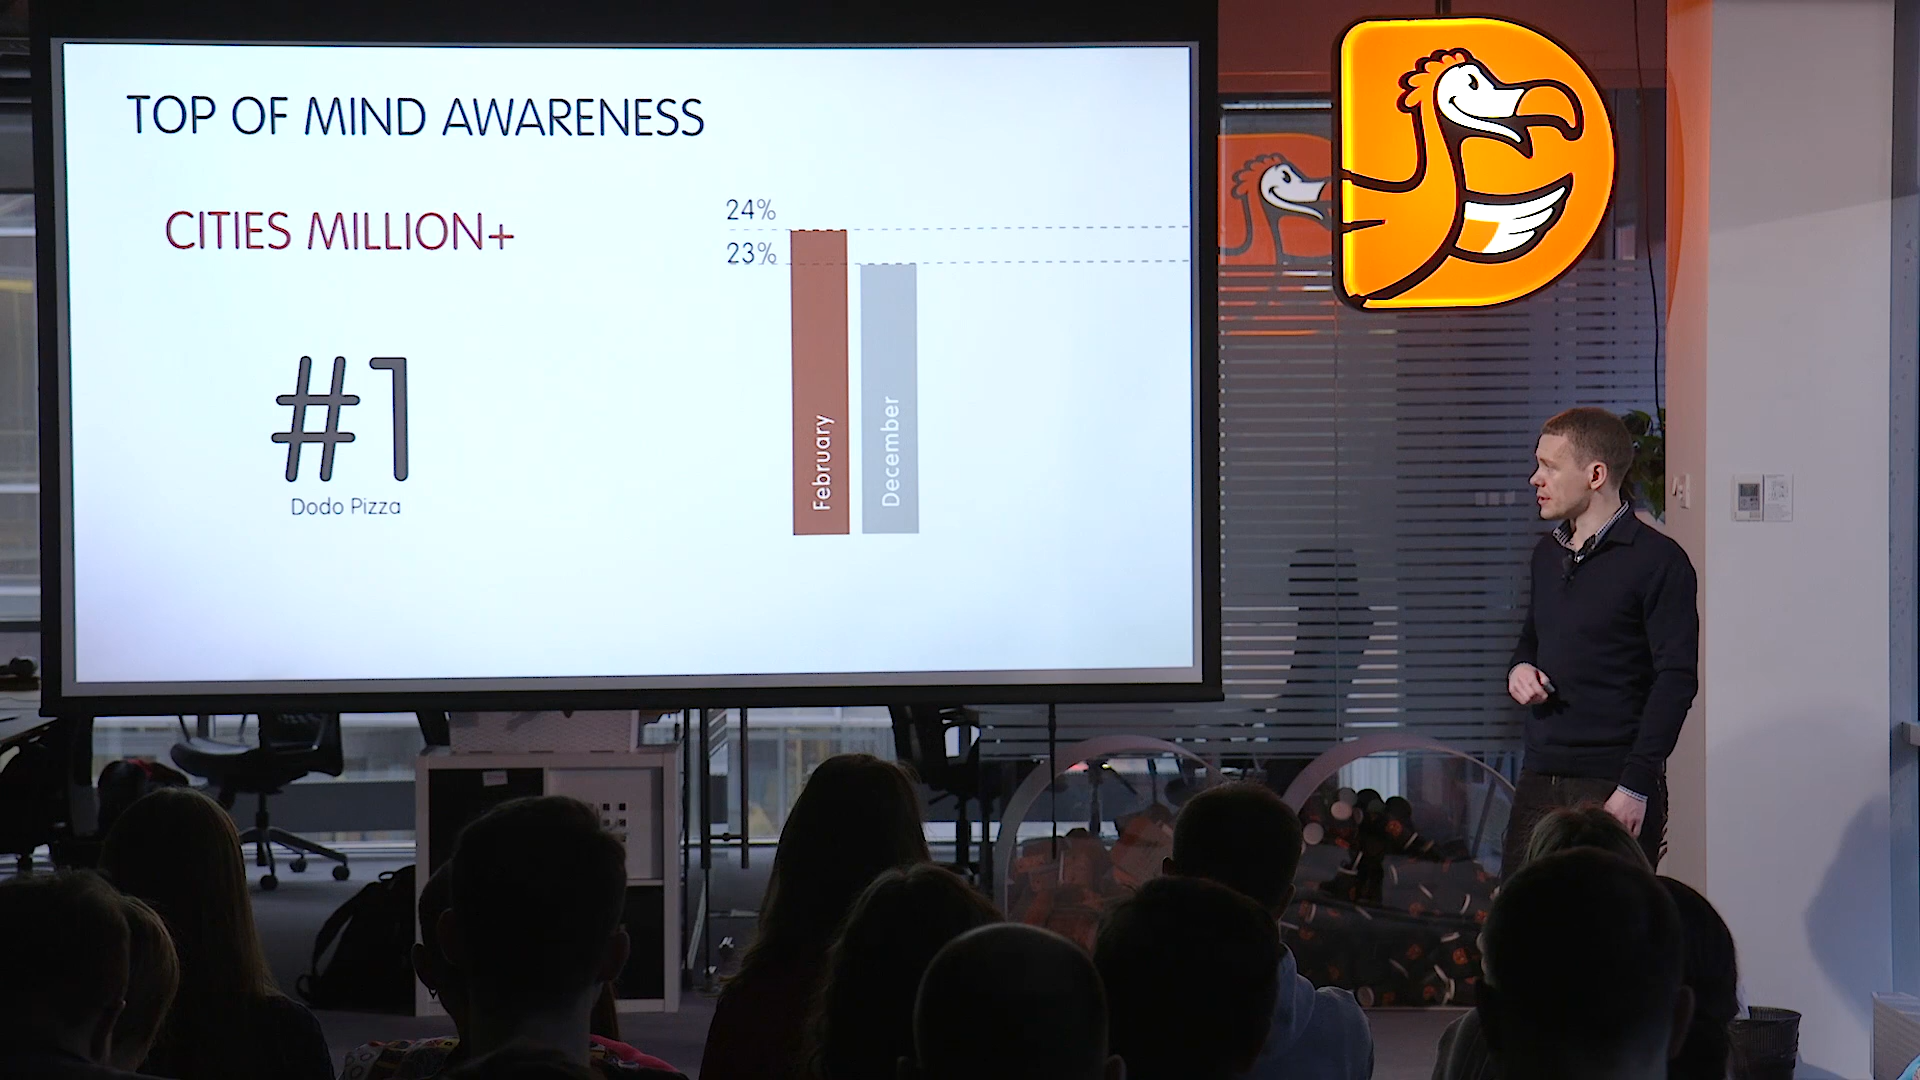 TOP OF MIND AWARENESS
CITIES MILLION+
#1
Dodo Pizza
24%
23%
February
December